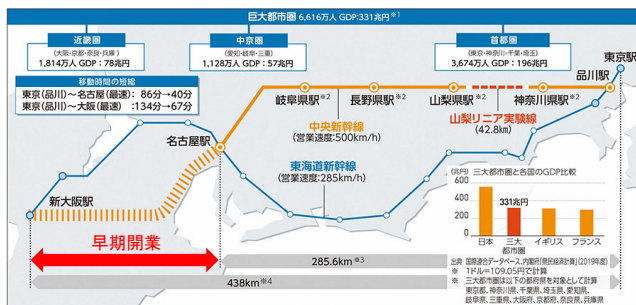 巨大都市圏 6,616万人 GDP:331兆円※1
近畿圏
(大阪・京都・奈良・兵庫)
1,814万人 GDP:78兆円
中京圏
(愛知・岐阜・三重)
1,128万人 GDP:57兆円
首都圏
(東京・神奈川・千葉・埼玉)
3,674万人 GDP:196兆円
東京駅
品川駅
移動時間の短縮
東京(品川)〜名古屋(最速): 86分→40分
東京(品川)〜大阪(最速):134分→67分
岐阜県駅※2
長野県駅※2
山梨県駅※2
神奈川県駅※2
名古屋駅
中央新幹線
(営業速度:500km/h)
山梨リニア実験線
(42.8km)
東海道新幹線
(営業速度:285km/h)
新大阪駅
早期開業
285.6km※3
438km※4
(兆円) 三大都市圏と各国のGDP比較
600
400
200
0
331兆円
日本
三大都市圏
イギリス
フランス
出典 国際連合データベース、内閣府「県民経済計算」(2019年度)
※ 1ドル=109.05円で計算
※ 三大都市圏は以下の都府県を対象として計算
東京都、神奈川県、千葉県、埼玉県、愛知県、
岐阜県、三重県、大阪府、京都府、奈良県、兵庫県